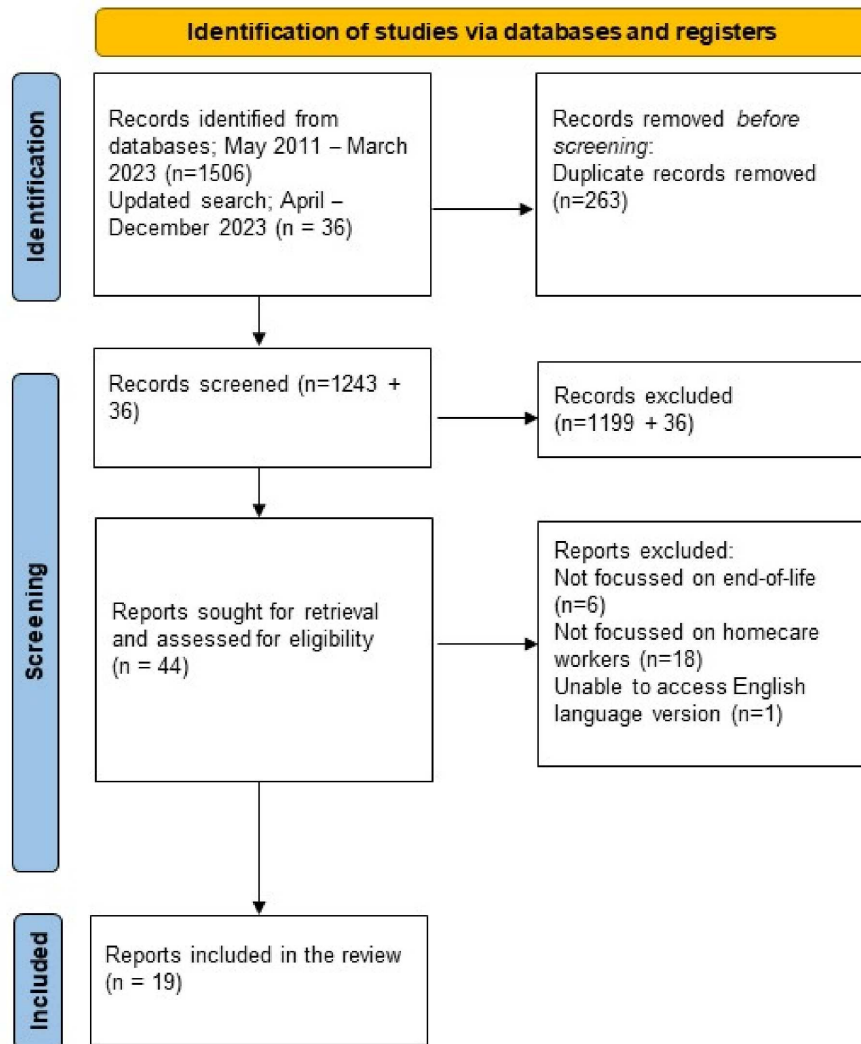 Identification of studies via databases and registers
Identification
Records identified from
databases; May 2011 – March
2023 (n=1506)
Updated search; April –
December 2023 (n = 36)
Records removed before
screening:
Duplicate records removed
(n=263)
Screening
Records screened (n=1243 +
36)
Records excluded
(n=1199 + 36)
Reports sought for retrieval
and assessed for eligibility
(n = 44)
Reports excluded:
Not focussed on end-of-life
(n=6)
Not focussed on homecare
workers (n=18)
Unable to access English
language version (n=1)
Included
Reports included in the review
(n = 19)